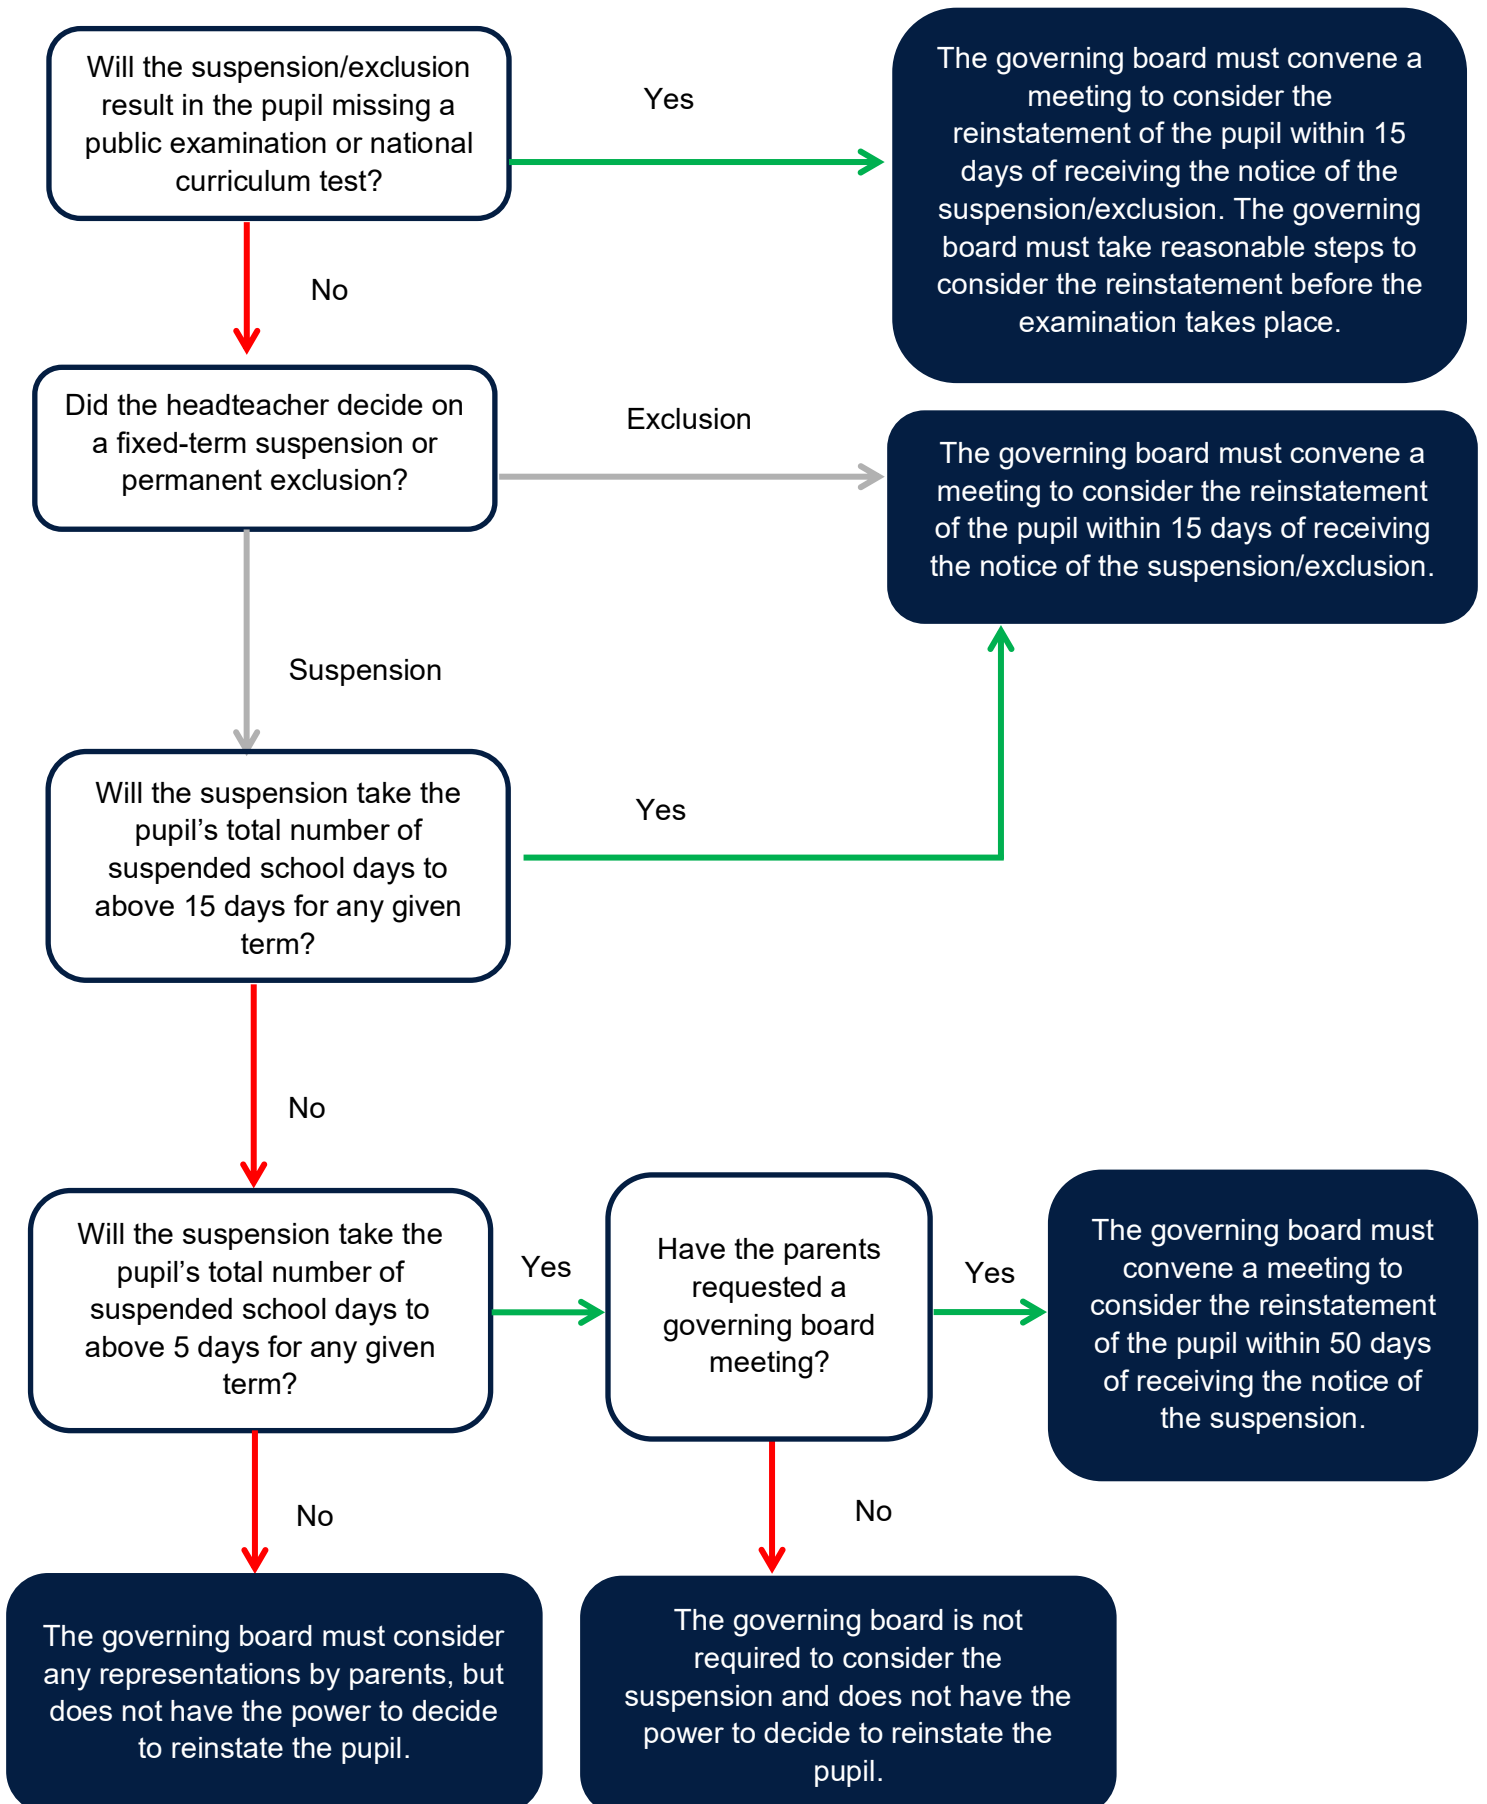 Will the suspension/exclusion
result in the pupil missing a
public examination or national
curriculum test?
Yes
The governing board must convene a
meeting to consider the
reinstatement of the pupil within 15
days of receiving the notice of the
suspension/exclusion. The governing
board must take reasonable steps to
consider the reinstatement before the
examination takes place.
No
Did the headteacher decide on
a fixed-term suspension or
permanent exclusion?
Exclusion
The governing board must convene a
meeting to consider the reinstatement
of the pupil within 15 days of receiving
the notice of the suspension/exclusion.
Suspension
Will the suspension take the
pupil’s total number of
suspended school days to
above 15 days for any given
term?
Yes
No
Will the suspension take the
pupil’s total number of
suspended school days to
above 5 days for any given
term?
Yes
Have the parents
requested a
governing board
meeting?
Yes
The governing board must
convene a meeting to
consider the reinstatement
of the pupil within 50 days
of receiving the notice of
the suspension.
No
No
The governing board must consider
any representations by parents, but
does not have the power to decide
to reinstate the pupil.
The governing board is not
required to consider the
suspension and does not have the
power to decide to reinstate the
pupil.